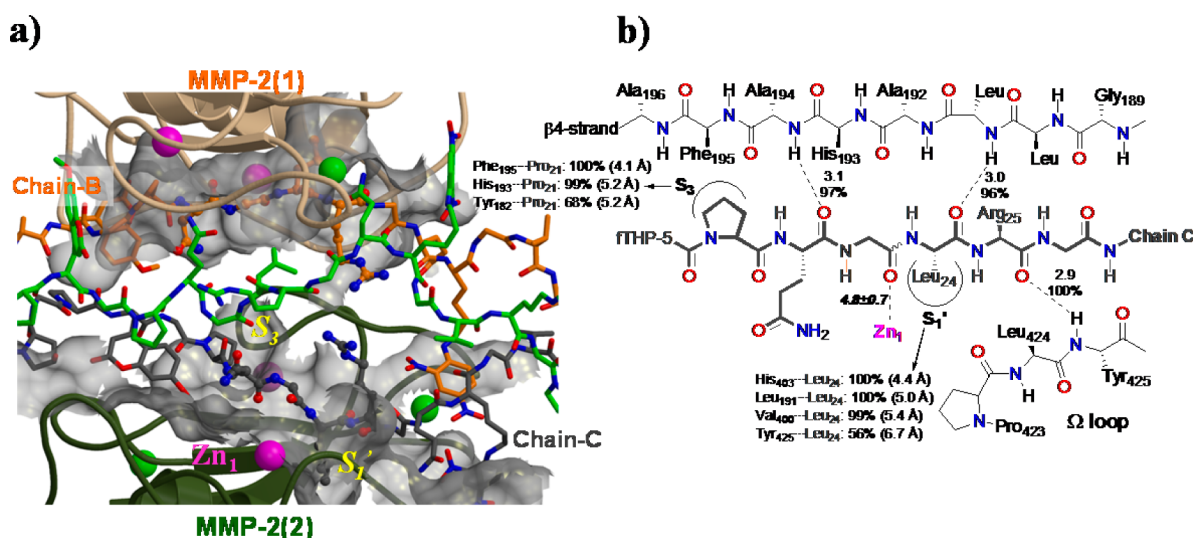 a)
b)
MMP-2(1)
Chain-B
S3
Zn1
S1'
Chain-C
MMP-2(2)
Ala196
Ala194
Ala192
Leu
Gly189
β4-strand
Phe195
His193
Leu
Phe195---Pro21: 100% (4.1 Å)
His193---Pro21: 99% (5.2 Å)
Tyr182---Pro21: 68% (5.2 Å)
S3
3.1
97%
3.0
96%
Arg925
fTHP-5
Leu24
Chain C
4.8±0.7
Zn1
S1'
NH2
2.9
100%
Leu424
Tyr425
Pro423
Ω loop
His403---Leu24: 100% (4.4 Å)
Leu191---Leu24: 100% (5.0 Å)
Val400---Leu24: 99% (5.4 Å)
Tyr425---Leu24: 56% (6.7 Å)